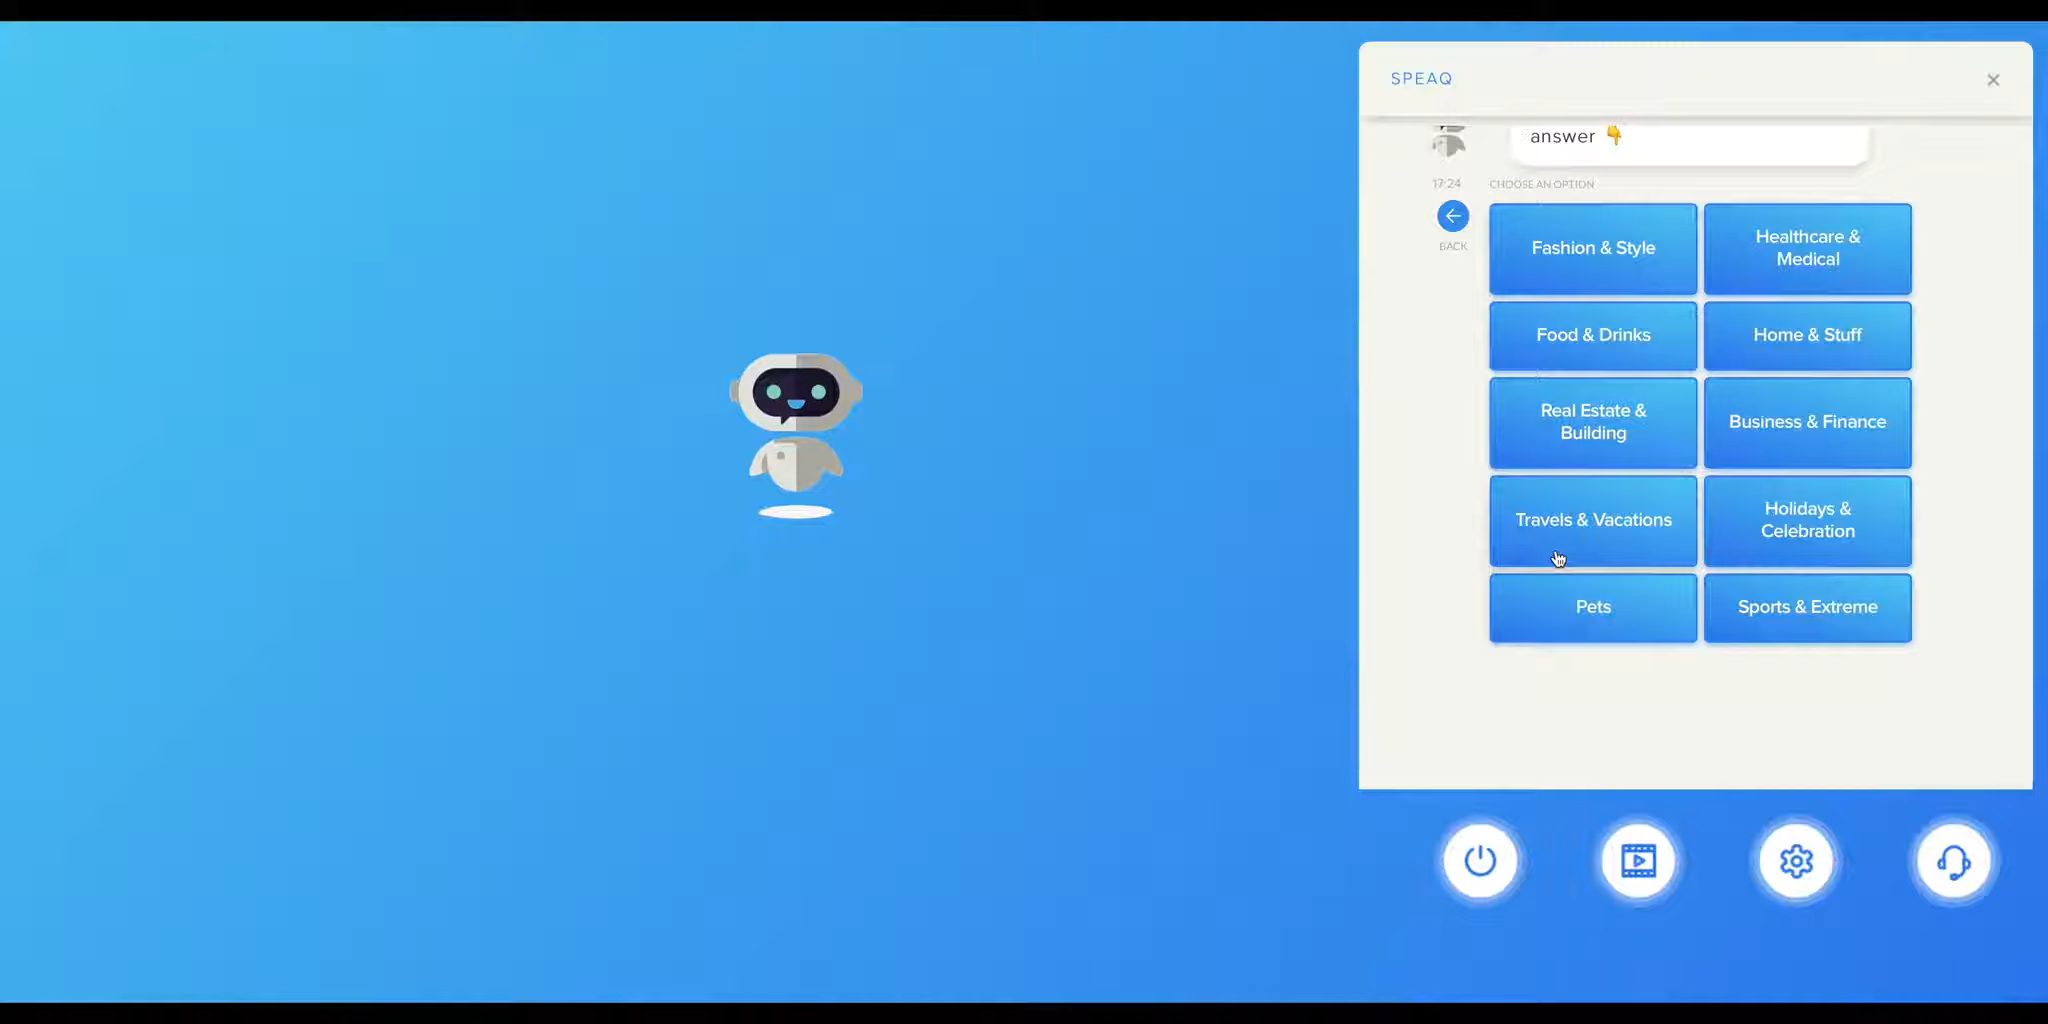 SPEAQ
answer 👇
17:24
CHOOSE AN OPTION
BACK
Fashion & Style
Healthcare &
Medical
Food & Drinks
Home & Stuff
Real Estate &
Building
Business & Finance
Travels & Vacations
Holidays &
Celebration
Pets
Sports & Extreme